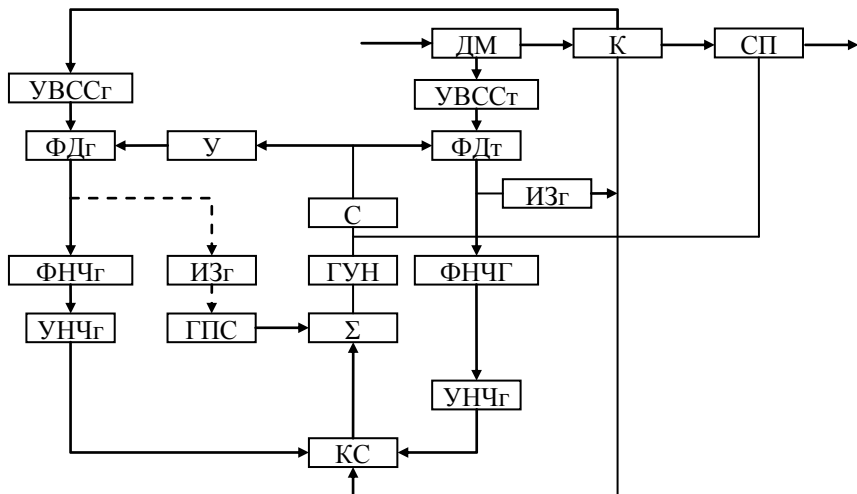 ДМ
К
СП
УВССг
УВССт
ФДг
У
ФДт
ИЗг
С
ФНЧг
ИЗг
ГУН
ФНЧГ
УНЧг
ГПС
Σ
УНЧг
КС